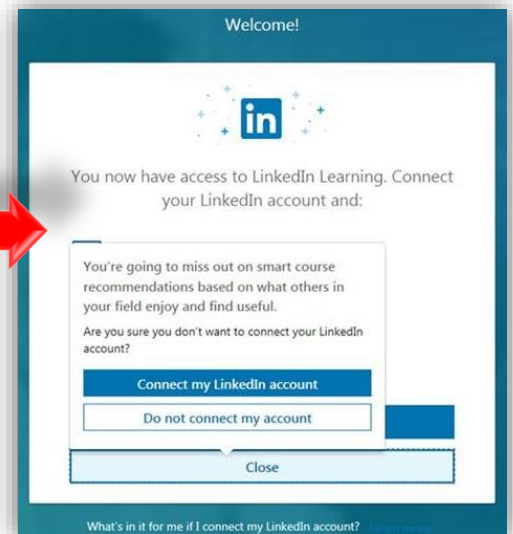 Welcome!
in
You now have access to LinkedIn Learning. Connect
your LinkedIn account and:
You're going to miss out on smart course
recommendations based on what others in
your field enjoy and find useful.
Are you sure you don't want to connect your LinkedIn
account?
Connect my LinkedIn account
Do not connect my account
Close
What's in it for me if I connect my LinkedIn account?